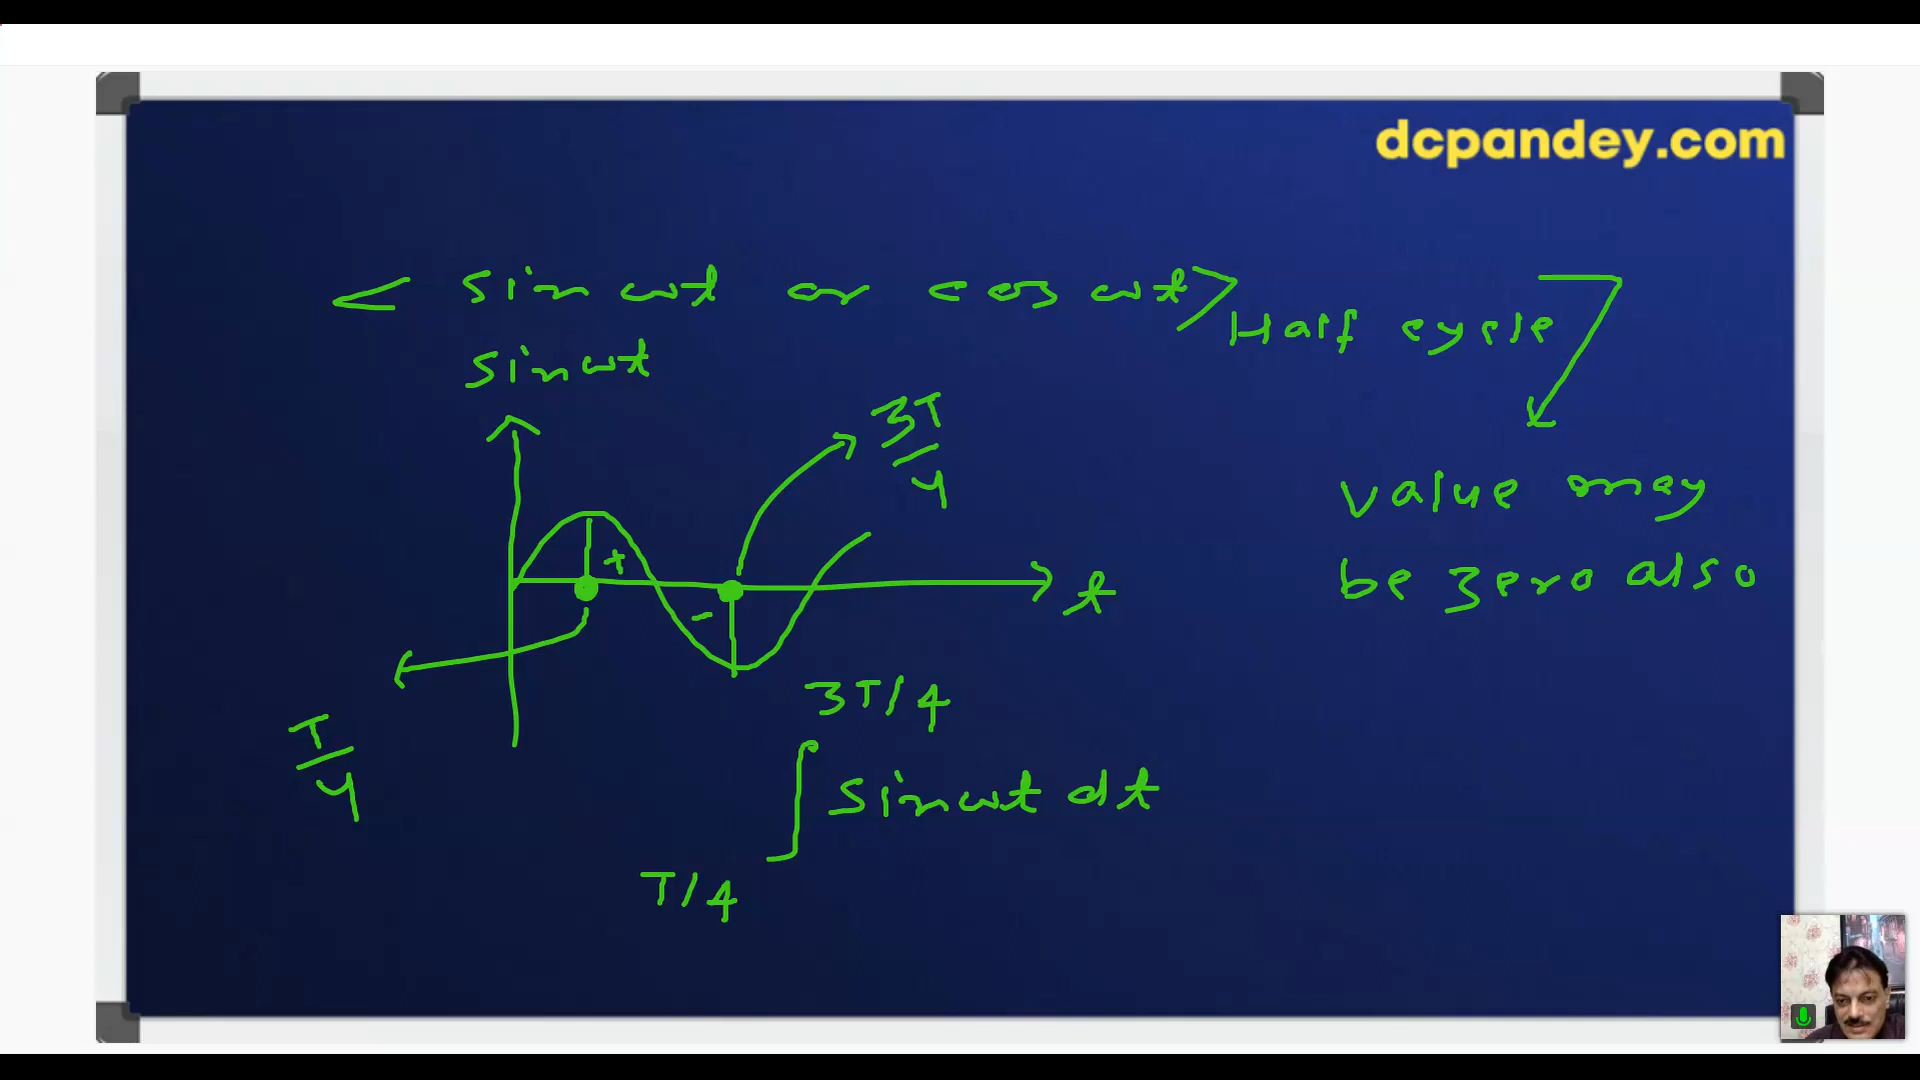 dcpandey.com
< sin ωt or cos ωt > Half cycle
sin ωt
3T/4
value may
+
be zero also
t
-
3T/4
T/4
∫ sin ωt dt
T/4